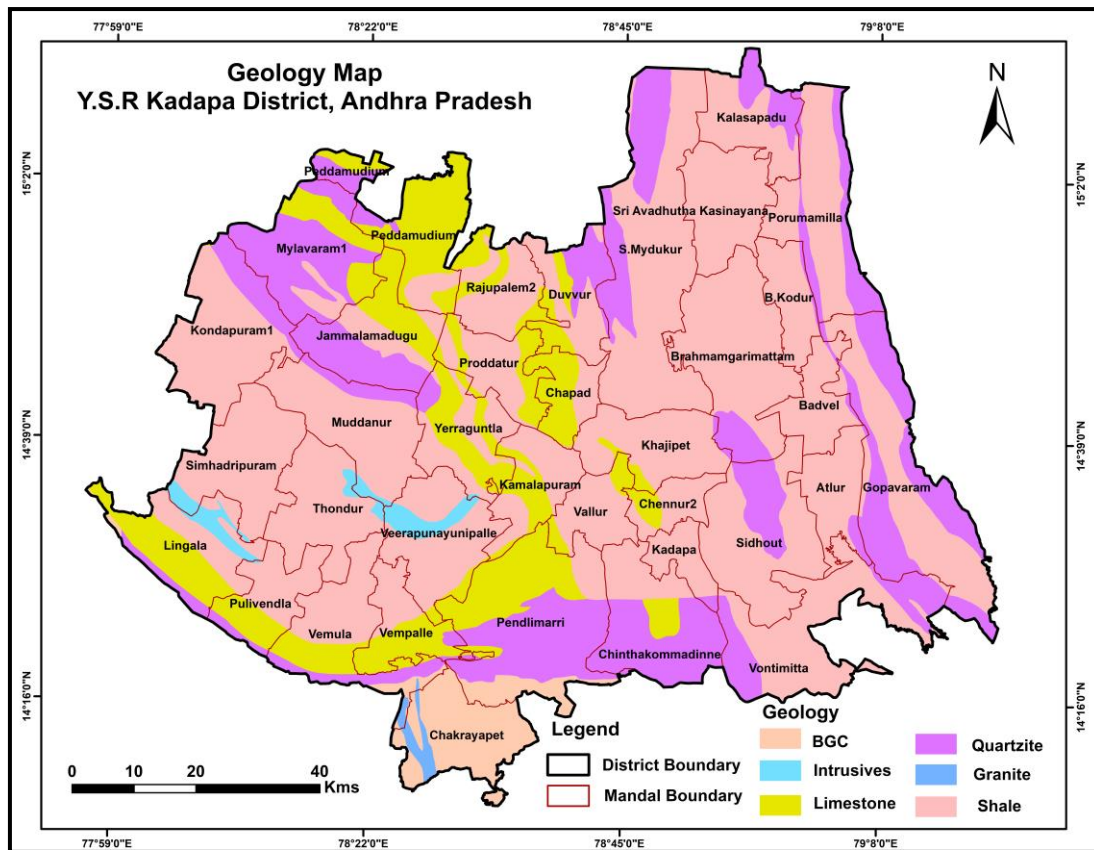 77°59'0"E 78°22'0"E 78°45'0"E 79°8'0"E
Geology Map
Y.S.R Kadapa District, Andhra Pradesh
N
15°2'0"N
15°2'0"N
14°39'0"N
14°39'0"N
14°16'0"N
14°16'0"N
Kalasapadu
Peddamudium
Sri Avadhutha Kasinayana
Porumamilla
Peddamudium
Mylavaram1
S.Mydukur
Rajupalem2
Duvvur
B.Kodur
Kondapuram1
Jammalamadugu
Proddatur
Brahmamgarimattam
Chapad
Badvel
Muddanur
Yerraguntla
Khajipet
Simhadripuram
Kamalapuram
Atlur
Gopavaram
Thondur
Vallur
Chennur2
Veerapunayunipalle
Lingala
Kadapa
Sidhout
Pulivendla
Vemula
Vempalle
Pendlimarri
Chinthakommadinne
Vontimitta
Chakrayapet
Legend
District Boundary
Mandal Boundary
Geology
BGC
Intrusives
Limestone
Quartzite
Granite
Shale
0 10 20 40
Kms
77°59'0"E 78°22'0"E 78°45'0"E 79°8'0"E